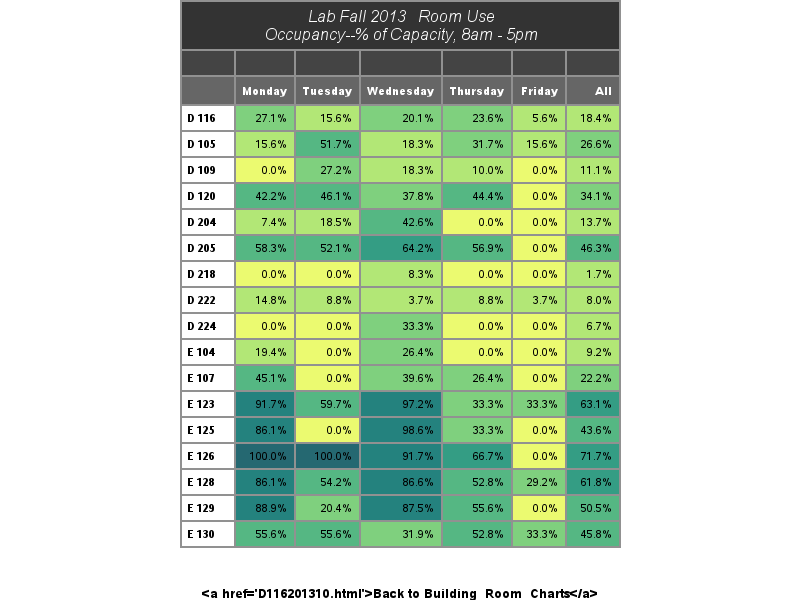 Lab Fall 2013 Room Use
Occupancy--% of Capacity, 8am - 5pm
Monday Tuesday Wednesday Thursday Friday All
D 116 27.1% 15.6% 20.1% 23.6% 5.6% 18.4%
D 105 15.6% 51.7% 18.3% 31.7% 15.6% 26.6%
D 109 0.0% 27.2% 18.3% 10.0% 0.0% 11.1%
D 120 42.2% 46.1% 37.8% 44.4% 0.0% 34.1%
D 204 7.4% 18.5% 42.6% 0.0% 0.0% 13.7%
D 205 58.3% 52.1% 64.2% 56.9% 0.0% 46.3%
D 218 0.0% 0.0% 8.3% 0.0% 0.0% 1.7%
D 222 14.8% 8.8% 3.7% 8.8% 3.7% 8.0%
D 224 0.0% 0.0% 33.3% 0.0% 0.0% 6.7%
E 104 19.4% 0.0% 26.4% 0.0% 0.0% 9.2%
E 107 45.1% 0.0% 39.6% 26.4% 0.0% 22.2%
E 123 91.7% 59.7% 97.2% 33.3% 33.3% 63.1%
E 125 86.1% 0.0% 98.6% 33.3% 0.0% 43.6%
E 126 100.0% 100.0% 91.7% 66.7% 0.0% 71.7%
E 128 86.1% 54.2% 86.6% 52.8% 29.2% 61.8%
E 129 88.9% 20.4% 87.5% 55.6% 0.0% 50.5%
E 130 55.6% 55.6% 31.9% 52.8% 33.3% 45.8%
<a href='D116201310.html'>Back to Building Room Charts</a>